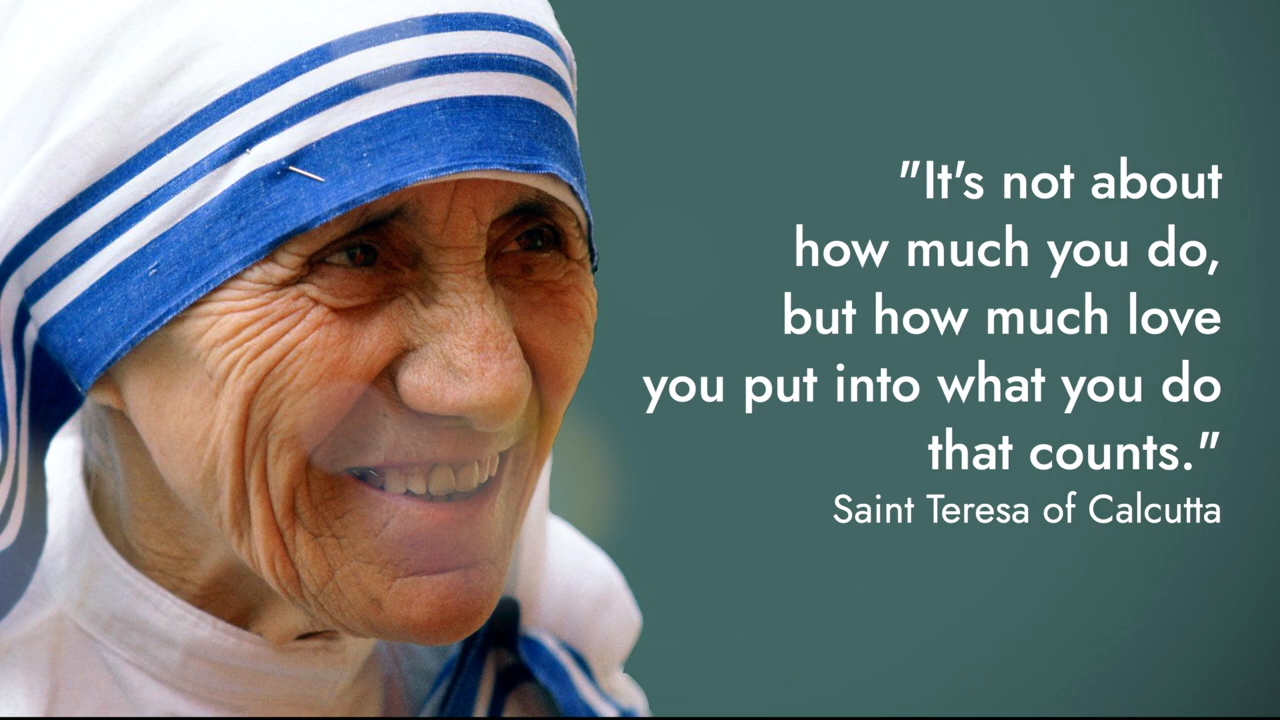 "It's not about
how much you do,
but how much love
you put into what you do
that counts."
Saint Teresa of Calcutta